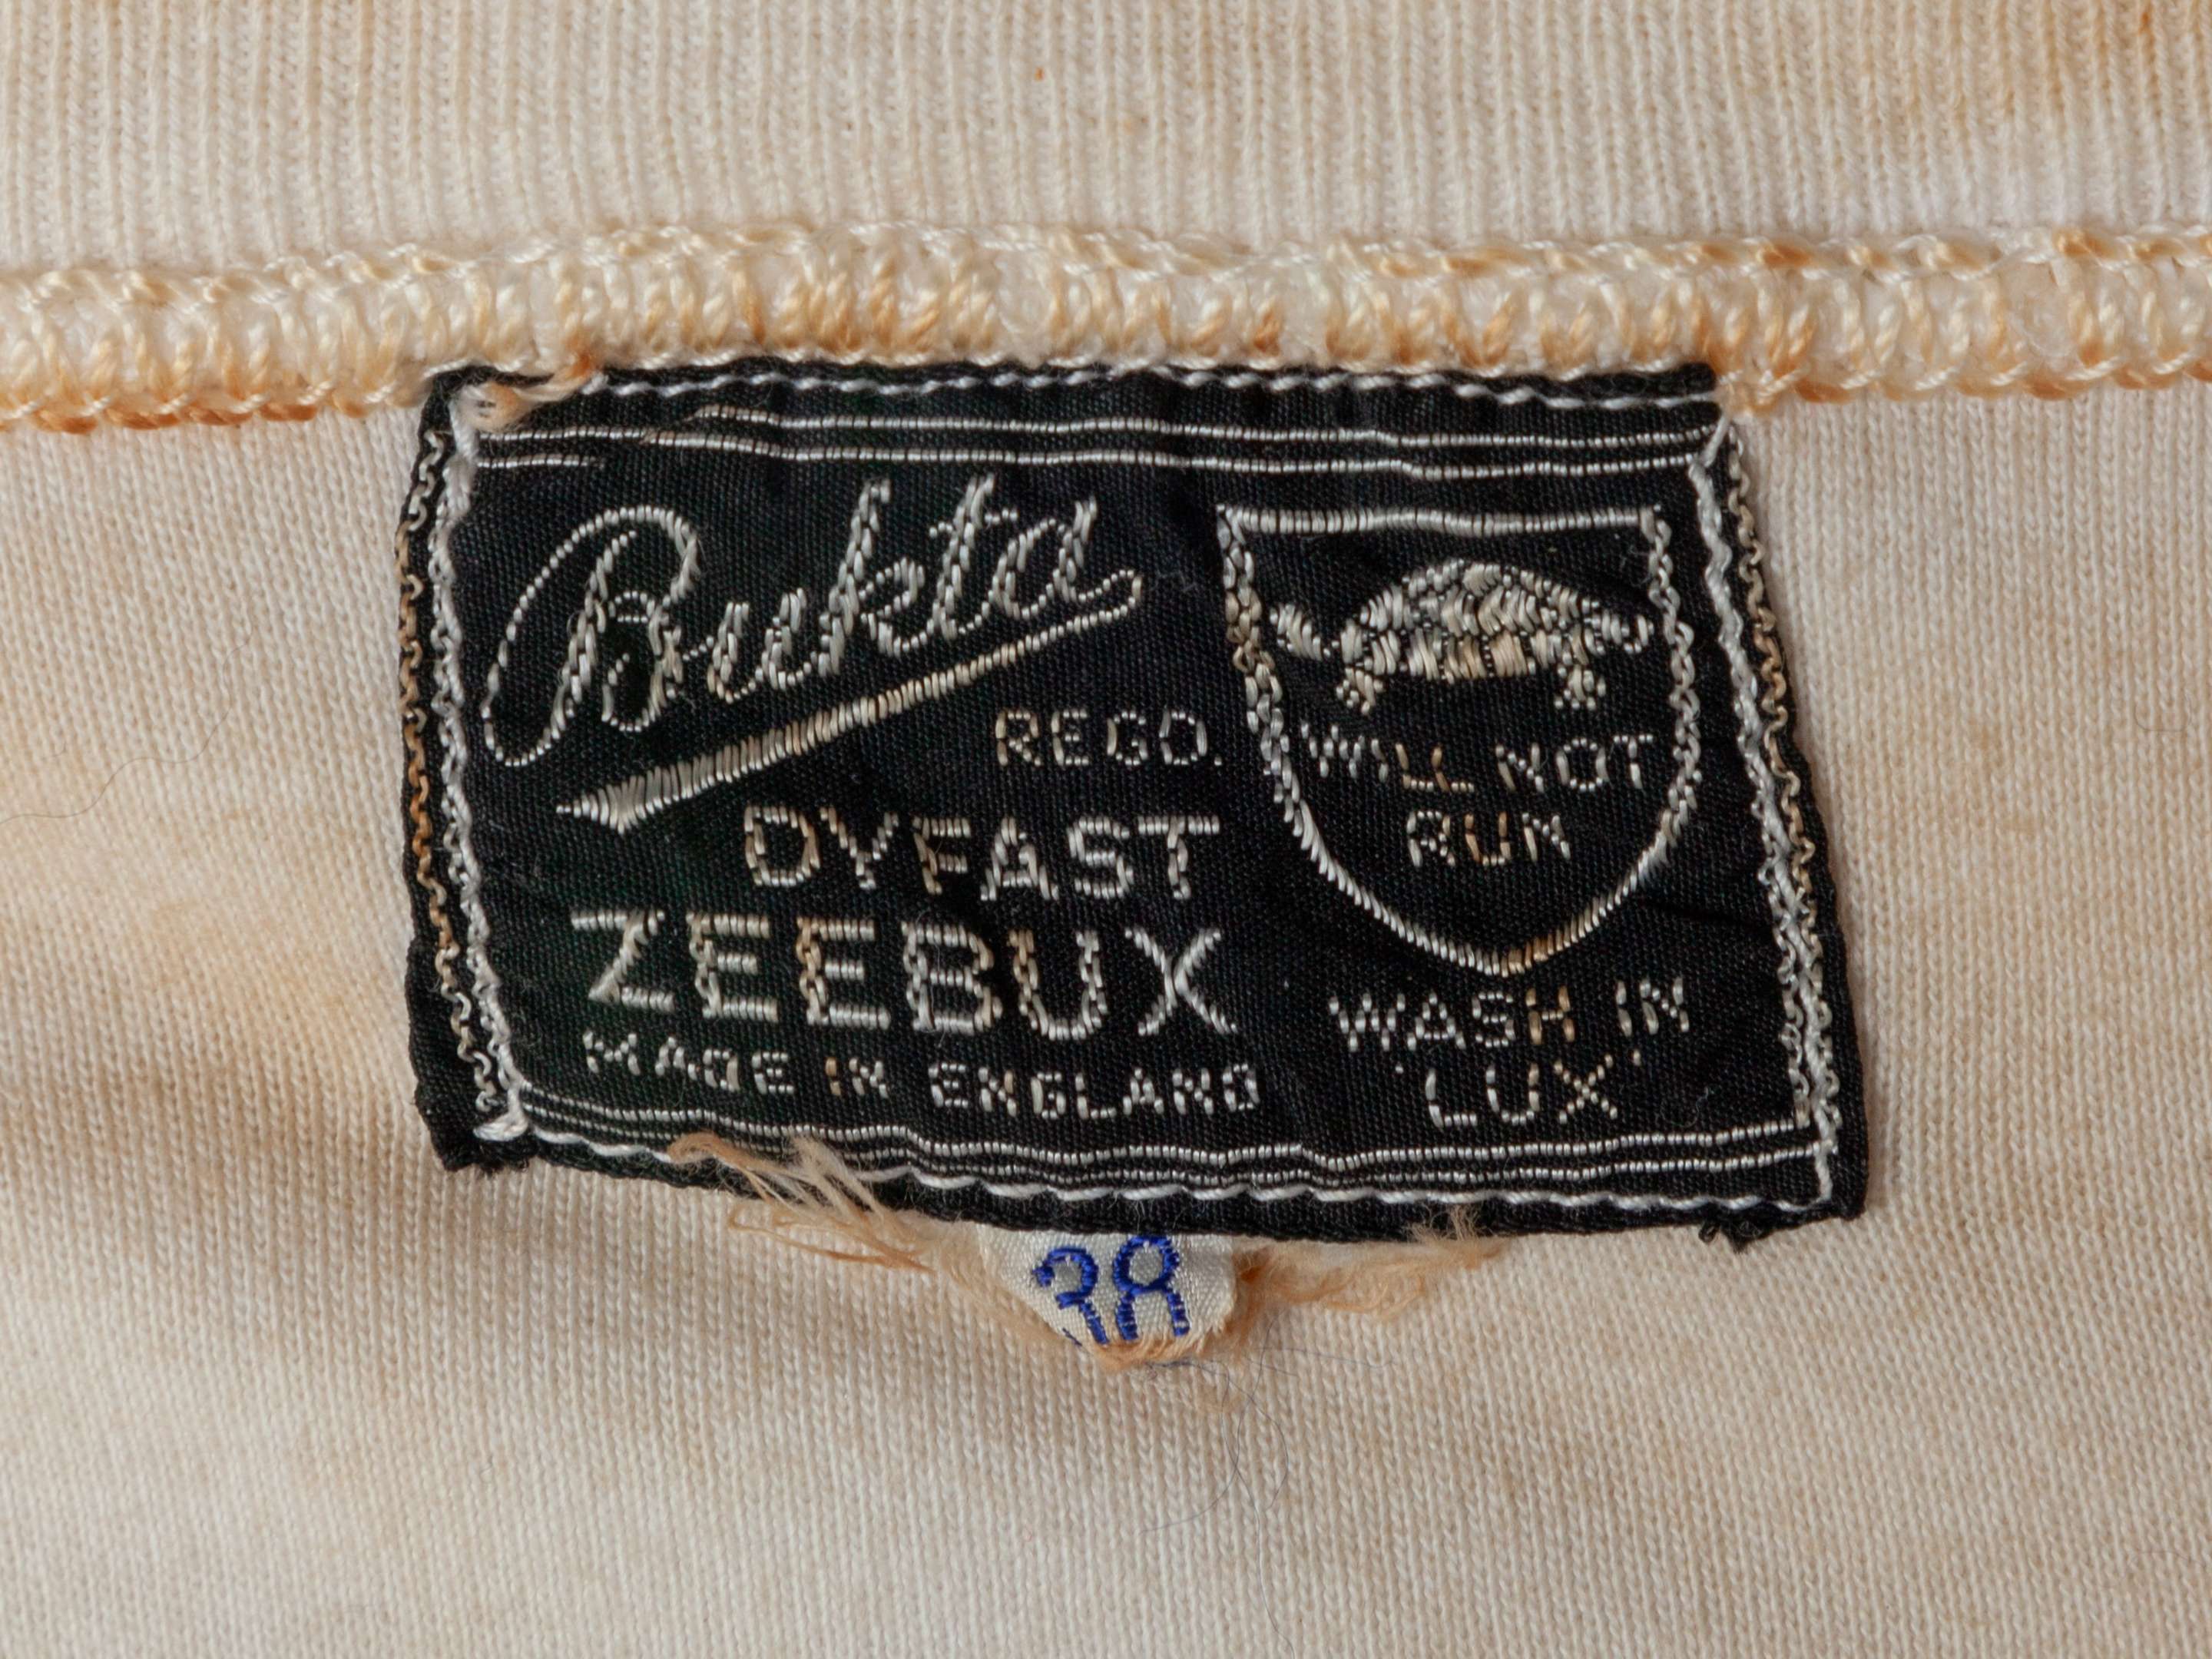 Bukta
REGD.
DYFAST
ZEEBUX
MADE IN ENGLAND
WILL NOT
RUN
WASH IN
'LUX'
38